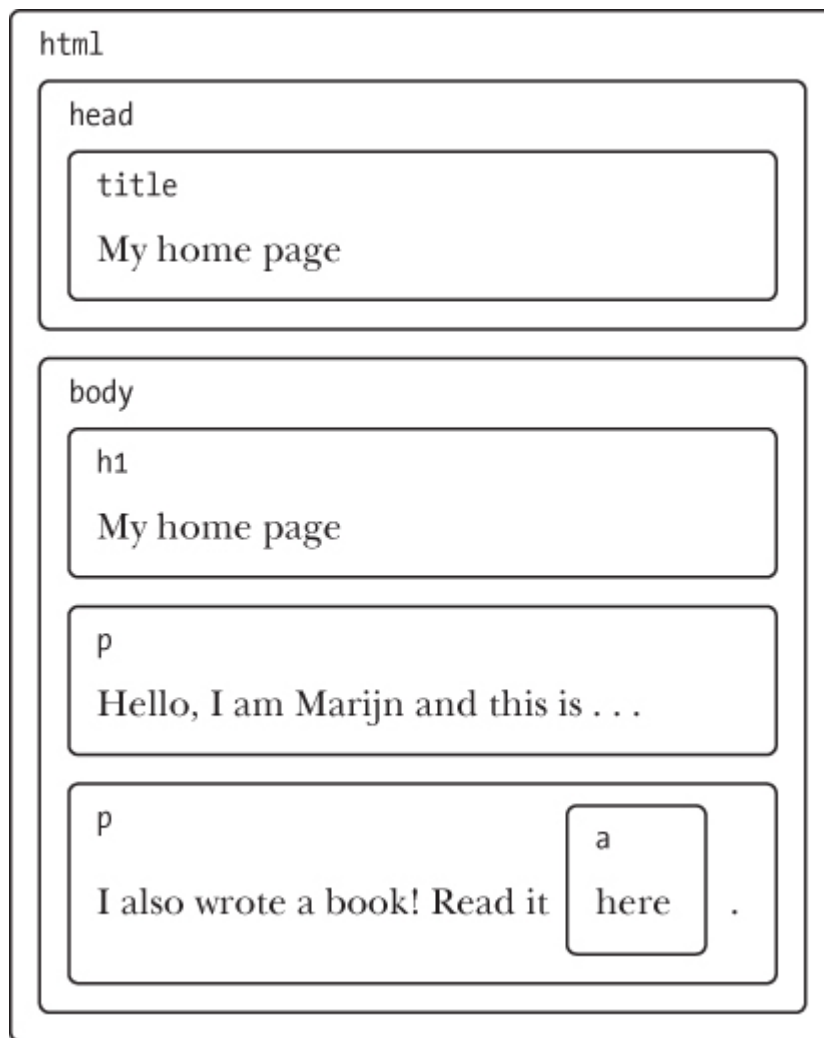 html
head
title
My home page
body
h1
My home page
p
Hello, I am Marijn and this is . . .
p
a
I also wrote a book! Read it here .